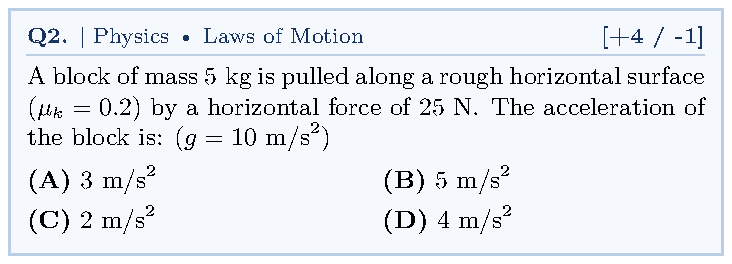 Q2. | Physics • Laws of Motion [+4 / -1]
A block of mass 5 kg is pulled along a rough horizontal surface
(μₖ = 0.2) by a horizontal force of 25 N. The acceleration of
the block is: (g = 10 m/s²)
(A) 3 m/s² (B) 5 m/s²
(C) 2 m/s² (D) 4 m/s²